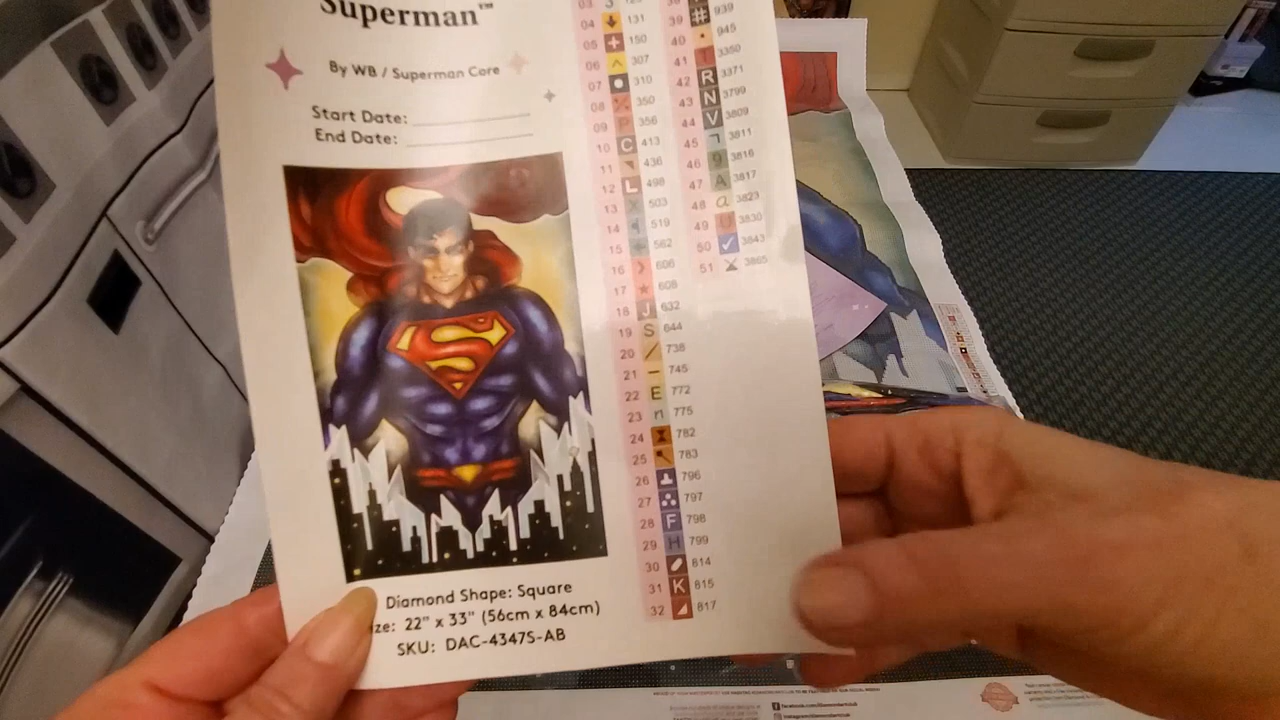 Superman™
By WB / Superman Core
Start Date:
End Date:
Diamond Shape: Square
ze: 22" x 33" (56cm x 84cm)
SKU: DAC-4347S-AB
03 3
04 131
05 + 150
06 307
07 310
08 350
09 P 356
10 C 413
11 436
12 L 498
13 X 503
14 519
15 562
16 606
17 ★ 608
18 J 632
19 S 644
20 / 738
21 – 745
22 E 772
23 n 775
24 782
25 783
26 796
27 797
28 F 798
29 H 799
30 814
31 K 815
32 817
39 # 939
40 945
41 3350
42 R 3371
43 N 3799
44 V 3809
45 3811
46 9 3816
47 A 3817
48 a 3823
49 U 3830
50 ✓ 3843
51 3865